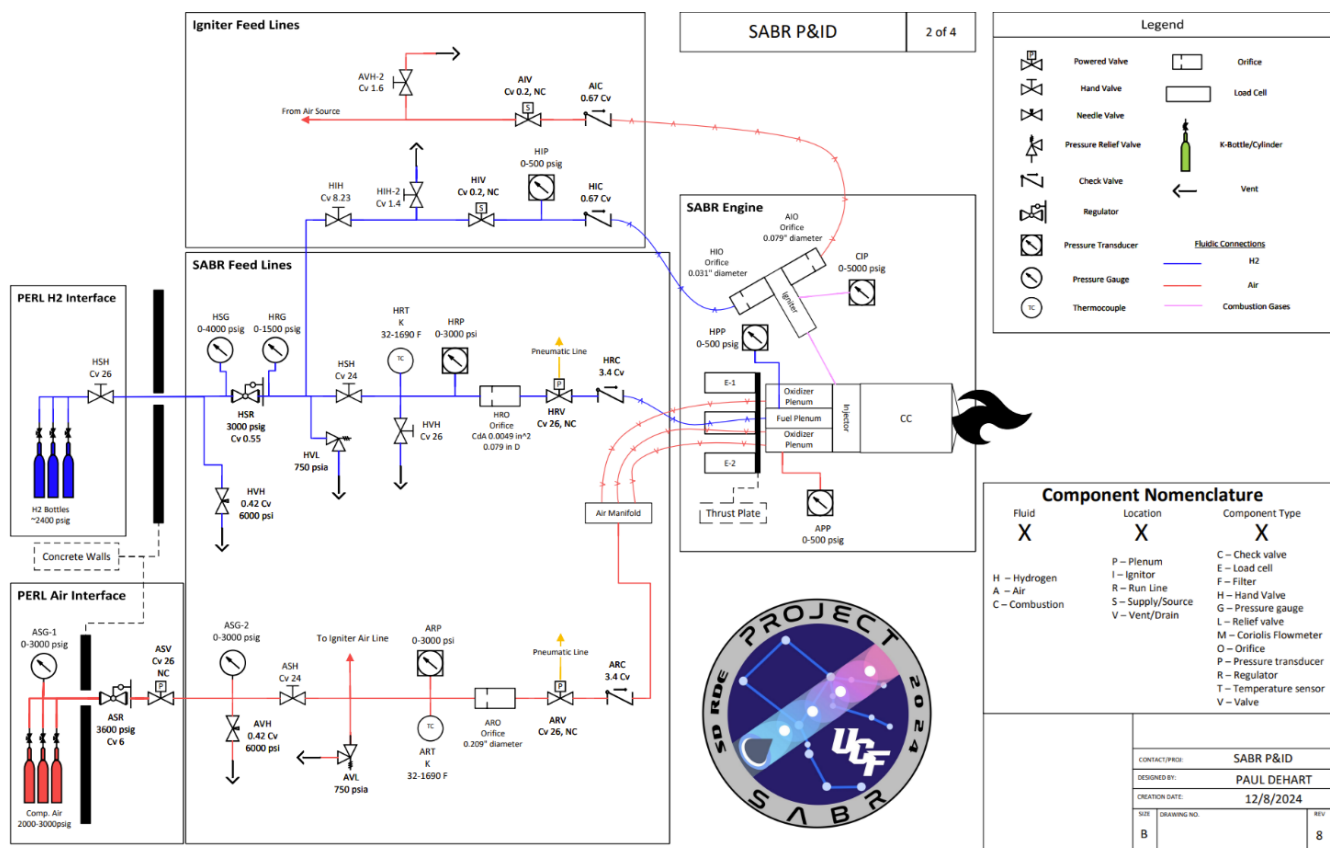 Igniter Feed Lines
AVH-2
Cv 1.6
From Air Source
AIV
Cv 0.2, NC
S
AIC
0.67 Cv
HIP
0-500 psig
HIH
Cv 8.23
HIH-2
Cv 1.4
HIV
Cv 0.2, NC
S
HIC
0.67 Cv
SABR P&ID
2 of 4
Legend
P
Powered Valve
Orifice
Hand Valve
Load Cell
Needle Valve
Pressure Relief Valve
K-Bottle/Cylinder
Check Valve
Vent
Regulator
Pressure Transducer
Fluidic Connections
H2
Pressure Gauge
Air
TC
Thermocouple
Combustion Gases
SABR Engine
AIO
Orifice
0.079" diameter
HIO
Orifice
0.031" diameter
CIP
0-5000 psig
Igniter
HPP
0-500 psig
E-1
E-2
Oxidizer
Plenum
Fuel Plenum
Oxidizer
Plenum
Injector
CC
Thrust Plate
APP
0-500 psig
PERL H2 Interface
HSH
Cv 26
H2 Bottles
~2400 psig
Concrete Walls
SABR Feed Lines
HSG
0-4000 psig
HRG
0-1500 psig
HSR
3000 psig
Cv 0.55
HSH
Cv 24
HRT
K
32-1690 F
TC
HRP
0-3000 psi
Pneumatic Line
P
HRC
3.4 Cv
HRO
Orifice
CdA 0.0049 in^2
0.079 in D
HRV
Cv 26, NC
HVH
Cv 26
HVL
750 psia
HVH
0.42 Cv
6000 psi
Air Manifold
PERL Air Interface
ASG-1
0-3000 psig
ASV
Cv 26
NC
P
ASR
3600 psig
Cv 6
Comp. Air
2000-3000psig
ASG-2
0-3000 psig
ASH
Cv 24
AVH
0.42 Cv
6000 psi
To Igniter Air Line
AVL
750 psia
ARP
0-3000 psi
TC
ART
K
32-1690 F
ARO
Orifice
0.209" diameter
Pneumatic Line
P
ARV
Cv 26, NC
ARC
3.4 Cv
PROJECT
SD RDE
2024
UCF
SABR
Component Nomenclature
Fluid
X
H – Hydrogen
A – Air
C – Combustion
Location
X
P – Plenum
I – Ignitor
R – Run Line
S – Supply/Source
V – Vent/Drain
Component Type
X
C – Check valve
E – Load cell
F – Filter
H – Hand Valve
G – Pressure gauge
L – Relief valve
M – Coriolis Flowmeter
O – Orifice
P – Pressure transducer
R – Regulator
T – Temperature sensor
V – Valve
CONTACT/PROJ: SABR P&ID
DESIGNED BY: PAUL DEHART
CREATION DATE: 12/8/2024
SIZE
B
DRAWING NO.
REV
8